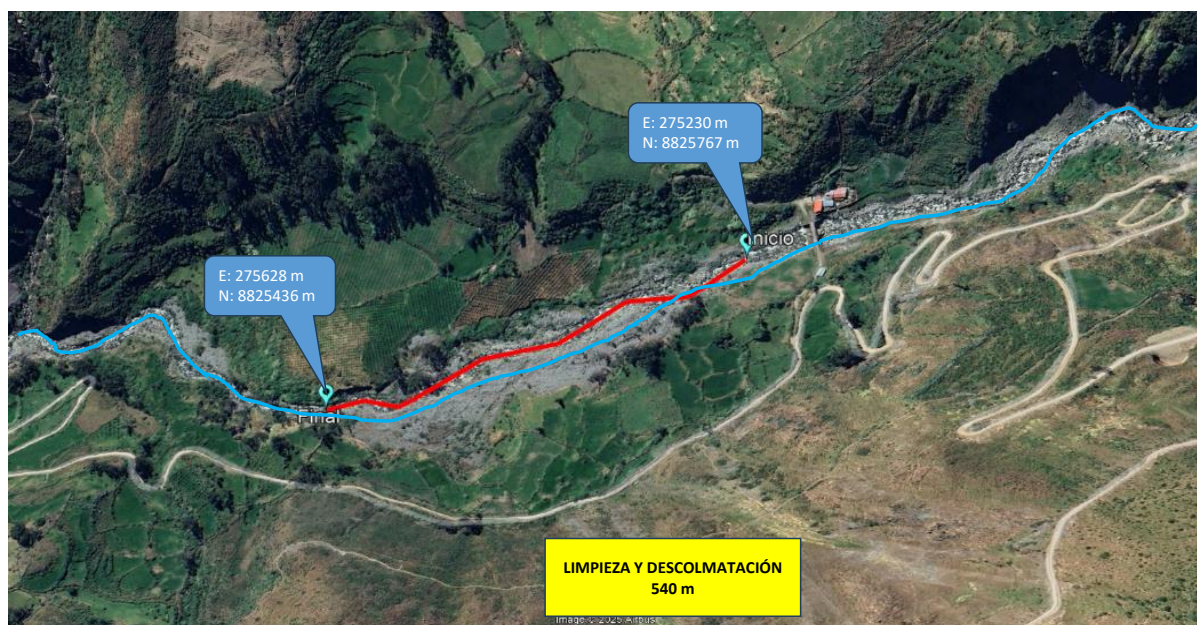 E: 275230 m
N: 8825767 m
Inicio
E: 275628 m
N: 8825436 m
Final
LIMPIEZA Y DESCOLMATACIÓN
540 m
Image © 2025 Airbus